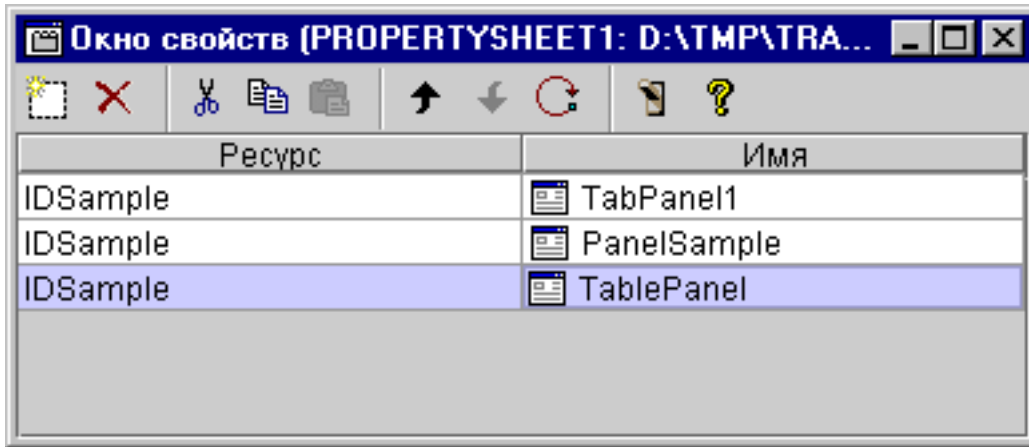 Окно свойств (PROPERTYSHEET1: D:\TMP\TRA...
Ресурс Имя
IDSample TabPanel1
IDSample PanelSample
IDSample TablePanel